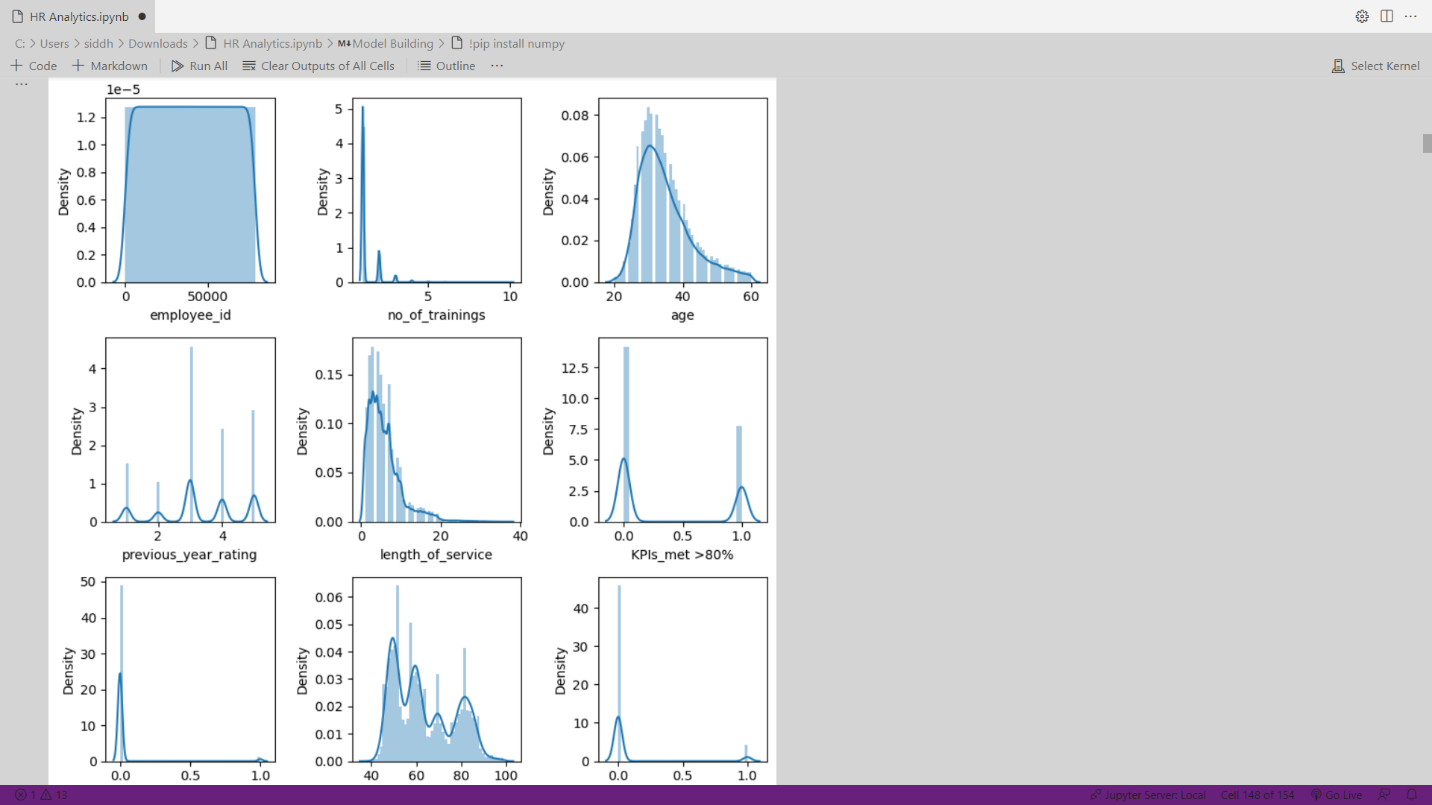 HR Analytics.ipynb ●
C: > Users > siddh > Downloads > HR Analytics.ipynb > M↓Model Building > !pip install numpy
+ Code + Markdown Run All Clear Outputs of All Cells Outline ··· Select Kernel
1e−5
1.2
1.0
0.8
0.6
0.4
0.2
0.0
Density
0 50000
employee_id
5
4
3
2
1
0
Density
5 10
no_of_trainings
0.08
0.06
0.04
0.02
0.00
Density
20 40 60
age
4
3
2
1
0
Density
2 4
previous_year_rating
0.15
0.10
0.05
0.00
Density
0 20 40
length_of_service
12.5
10.0
7.5
5.0
2.5
0.0
Density
0.0 0.5 1.0
KPIs_met >80%
50
40
30
20
10
0
Density
0.0 0.5 1.0
0.06
0.05
0.04
0.03
0.02
0.01
0.00
Density
40 60 80 100
40
30
20
10
0
Density
0.0 0.5 1.0
1 13 Jupyter Server: Local Cell 148 of 154 Go Live